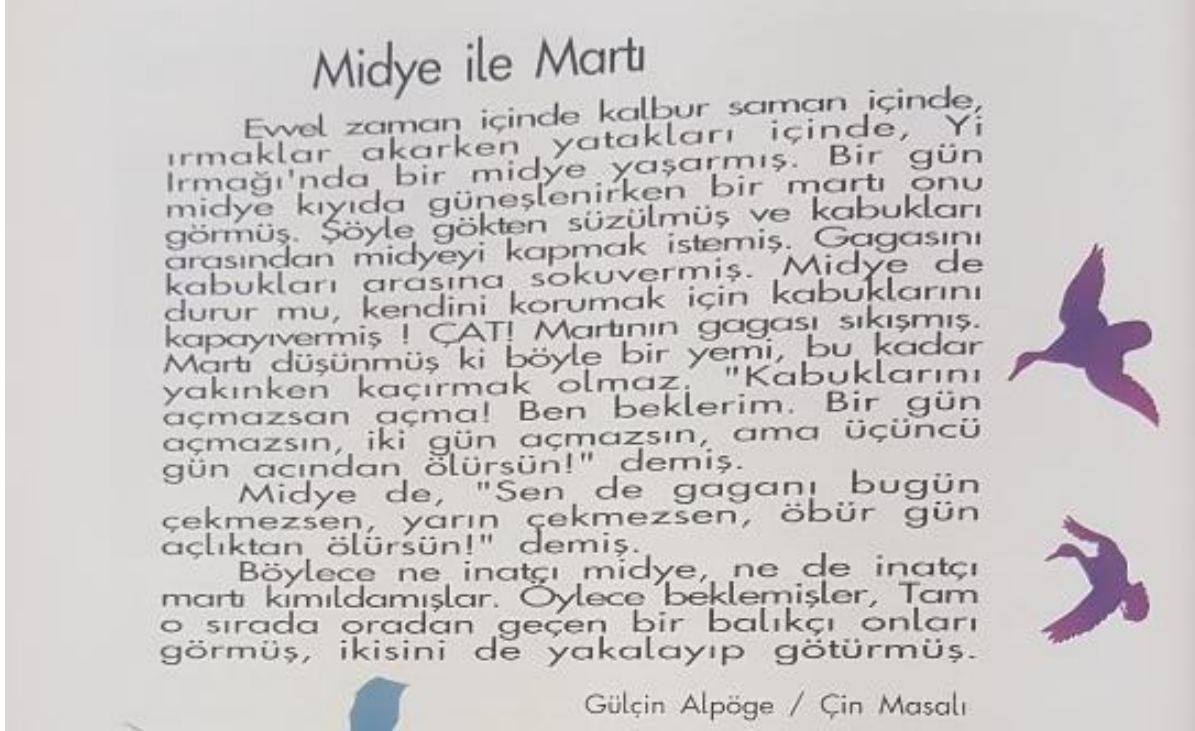 Midye ile Martı
Evvel zaman içinde kalbur saman içinde,
ırmaklar akarken yatakları içinde, Yi
Irmağı'nda bir midye yaşarmış. Bir gün
midye kıyıda güneşlenirken bir martı onu
görmüş. Şöyle gökten süzülmüş ve kabukları
arasından midyeyi kapmak istemiş. Gagasını
kabukları arasına sokuvermiş. Midye de
durur mu, kendini korumak için kabuklarını
kapayıvermiş ! ÇAT! Martının gagası sıkışmış.
Martı düşünmüş ki böyle bir yemi, bu kadar
yakınken kaçırmak olmaz. "Kabuklarını
açmazsan açma! Ben beklerim. Bir gün
açmazsın, iki gün açmazsın, ama üçüncü
gün acından ölürsün!" demiş.
Midye de, "Sen de gaganı bugün
çekmezsen, yarın çekmezsen, öbür gün
açlıktan ölürsün!" demiş.
Böylece ne inatçı midye, ne de inatçı
martı kımıldamışlar. Öylece beklemişler, Tam
o sırada oradan geçen bir balıkçı onları
görmüş, ikisini de yakalayıp götürmüş.
Gülçin Alpöge / Çin Masalı